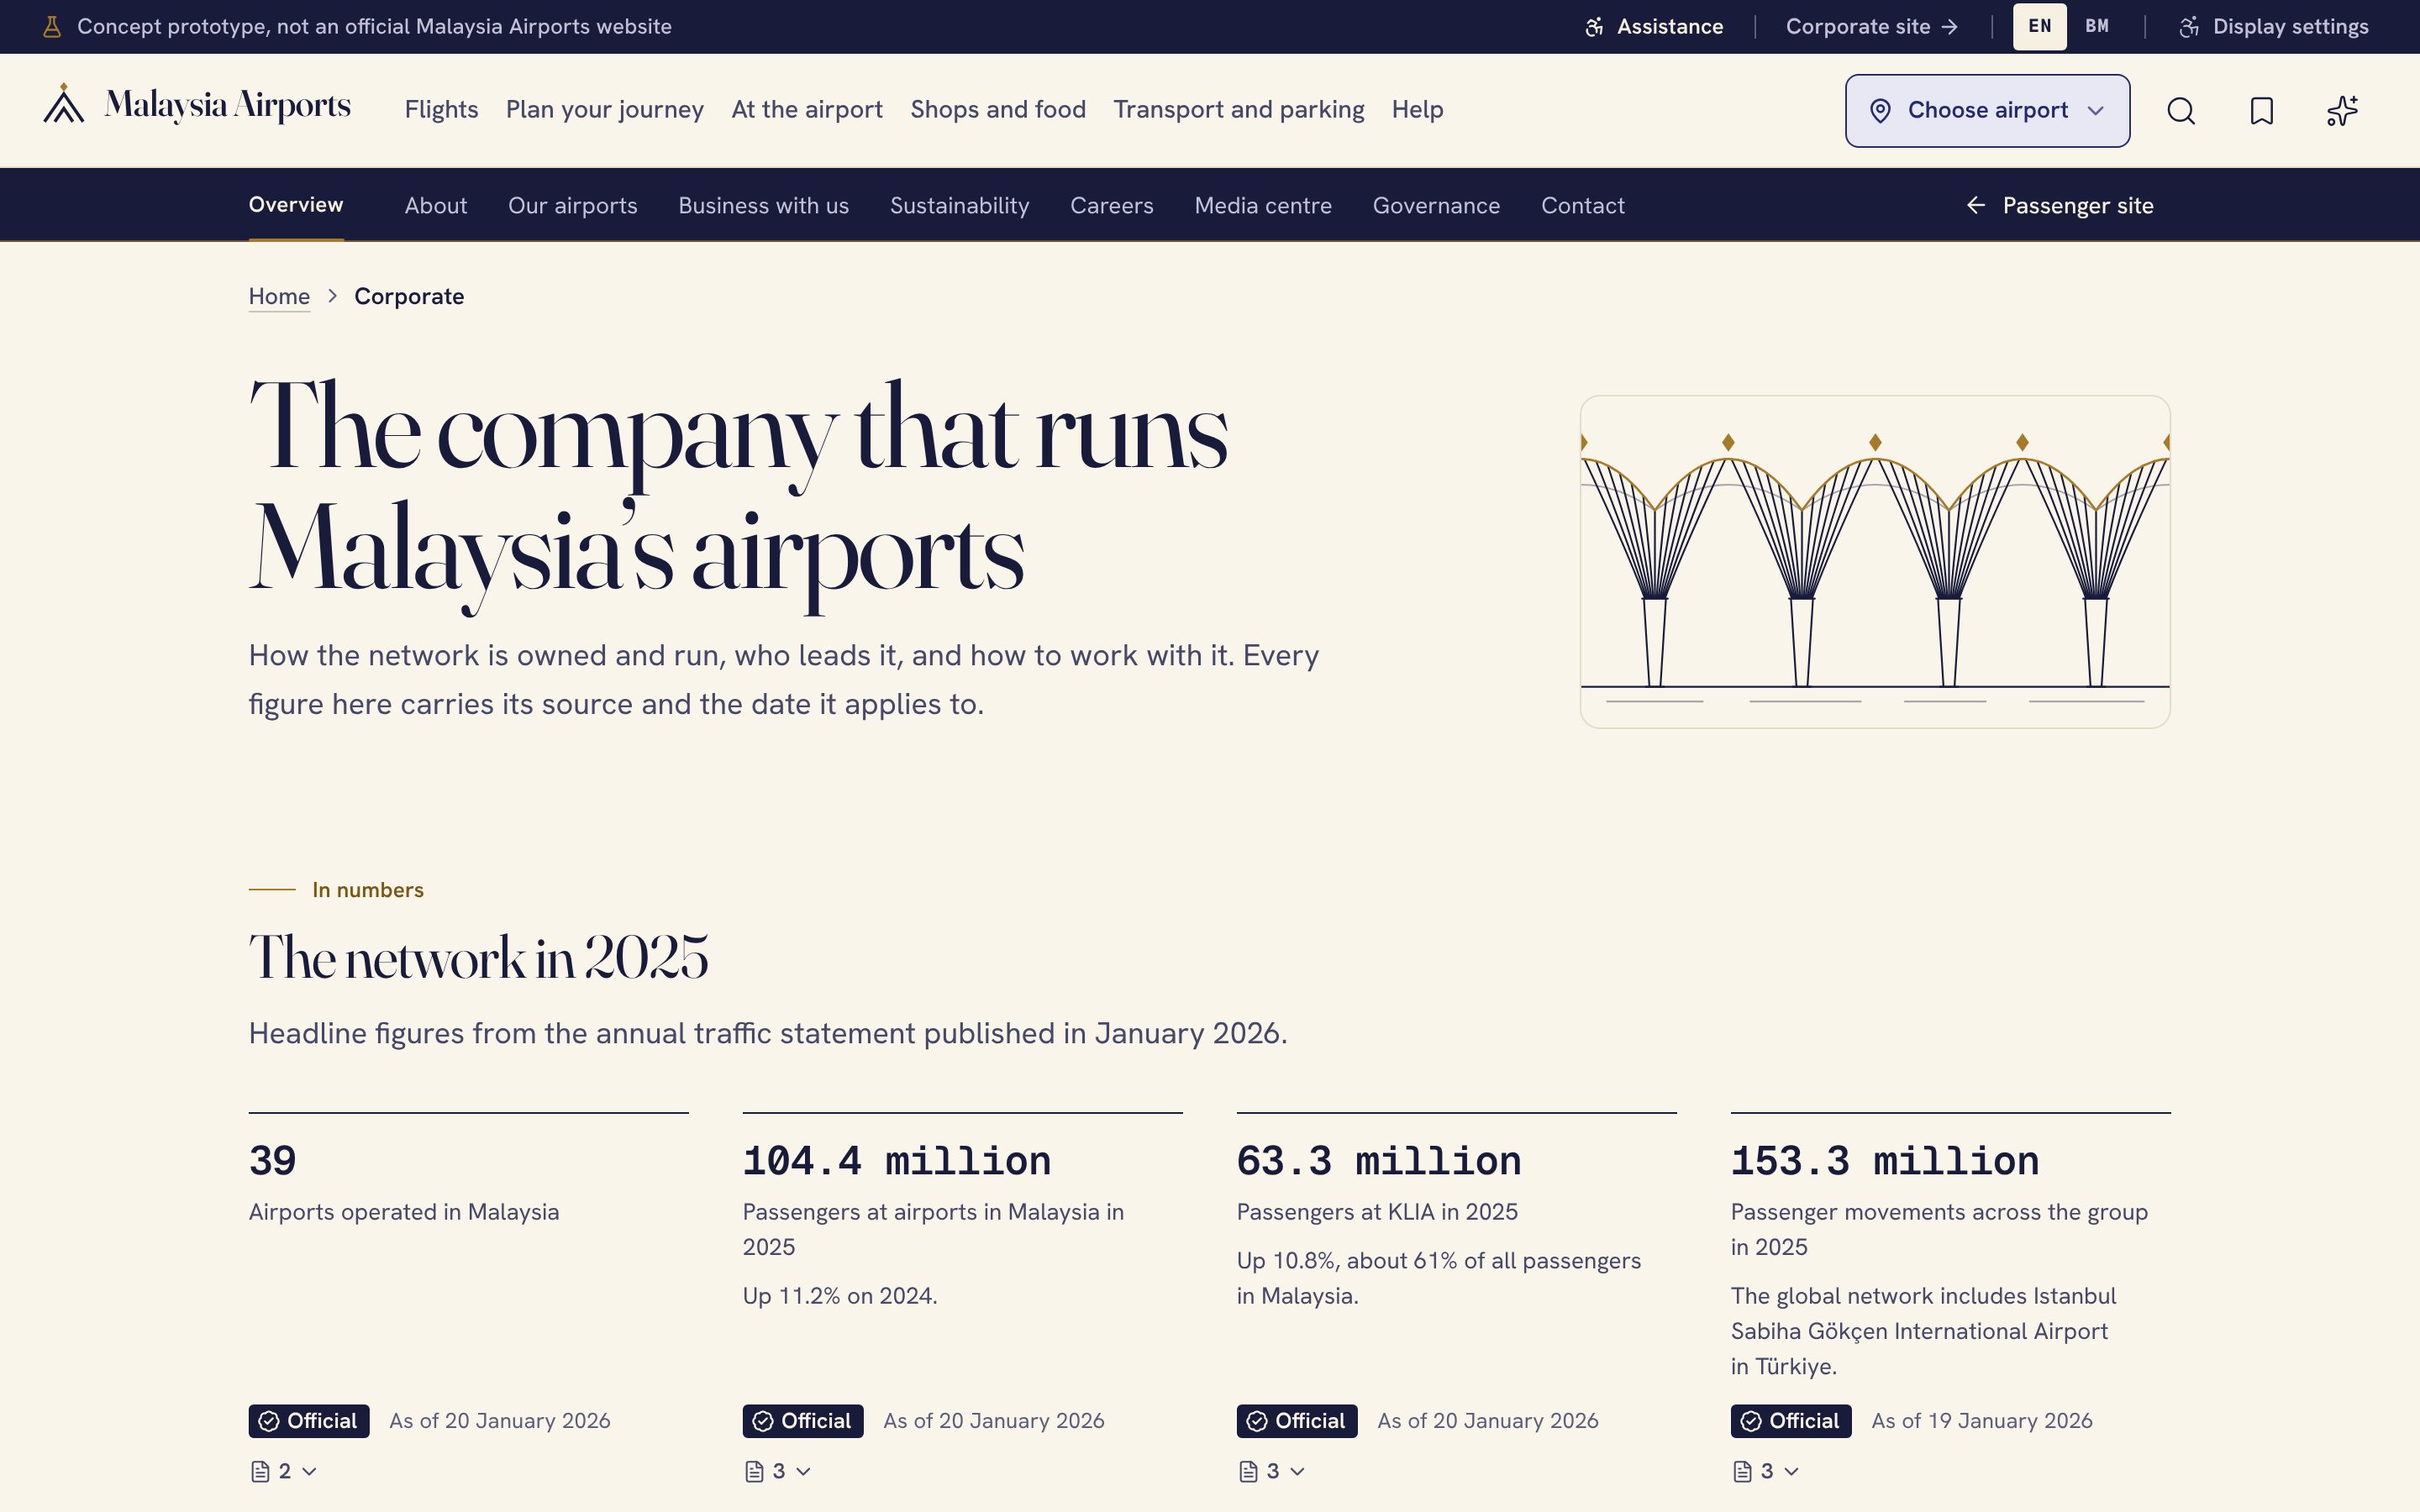 Concept prototype, not an official Malaysia Airports website
Assistance
Corporate site
EN
BM
Display settings
Malaysia Airports
Flights
Plan your journey
At the airport
Shops and food
Transport and parking
Help
Choose airport
Overview
About
Our airports
Business with us
Sustainability
Careers
Media centre
Governance
Contact
Passenger site
Home
Corporate
The company that runs
Malaysia’s airports
How the network is owned and run, who leads it, and how to work with it. Every
figure here carries its source and the date it applies to.
In numbers
The network in 2025
Headline figures from the annual traffic statement published in January 2026.
39
Airports operated in Malaysia
Official
As of 20 January 2026
2
104.4 million
Passengers at airports in Malaysia in
2025
Up 11.2% on 2024.
Official
As of 20 January 2026
3
63.3 million
Passengers at KLIA in 2025
Up 10.8%, about 61% of all passengers
in Malaysia.
Official
As of 20 January 2026
3
153.3 million
Passenger movements across the group
in 2025
The global network includes Istanbul
Sabiha Gökçen International Airport
in Türkiye.
Official
As of 19 January 2026
3